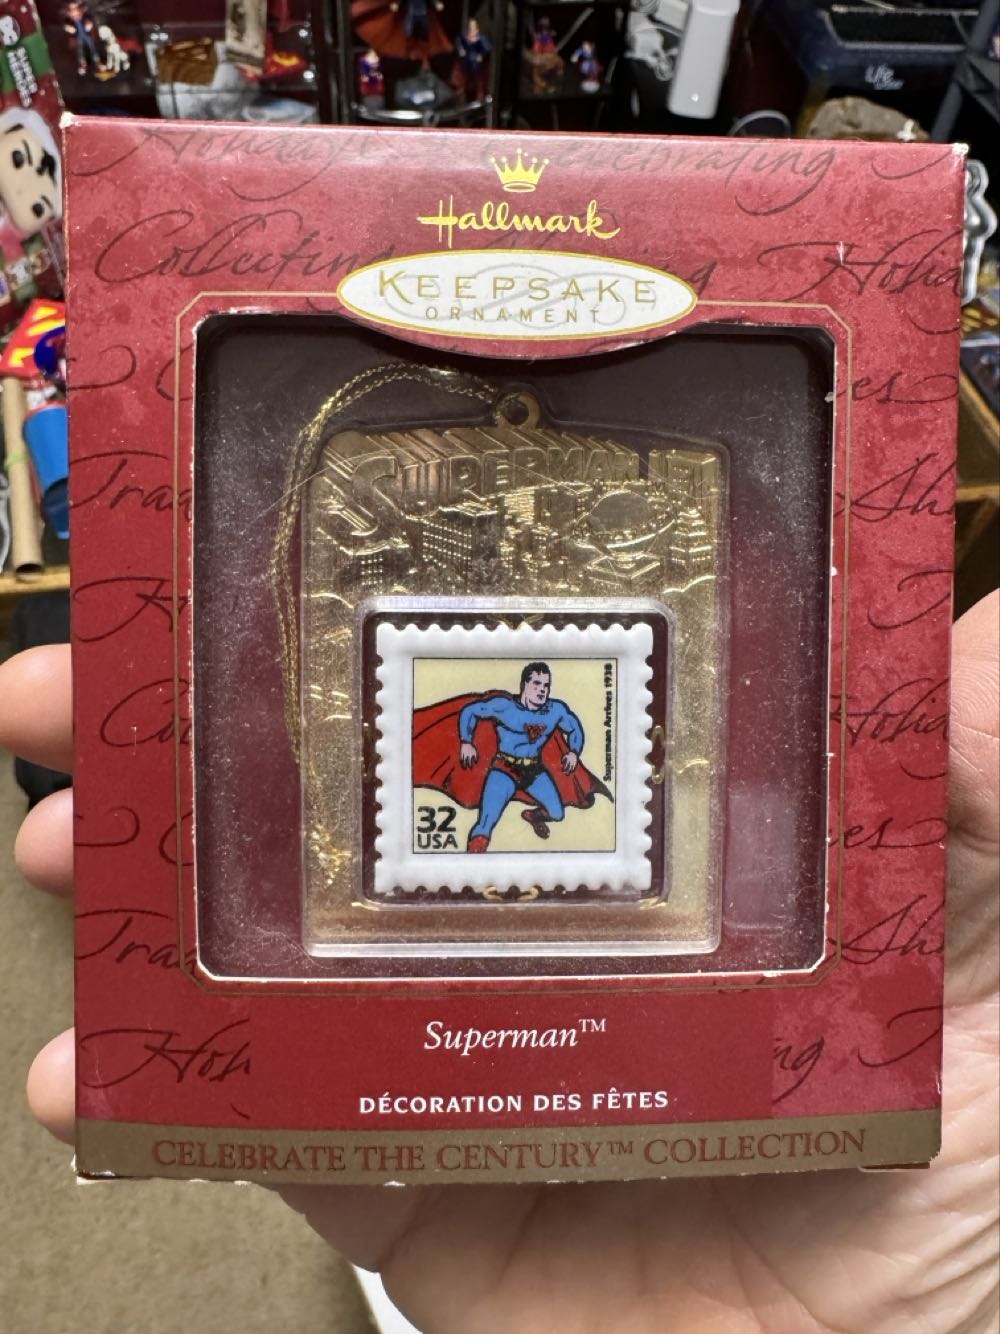 Hallmark
KEEPSAKE
ORNAMENT
SUPERMAN
Superman Arrives 1938
32
USA
Superman™
DÉCORATION DES FÊTES
CELEBRATE THE CENTURY™ COLLECTION